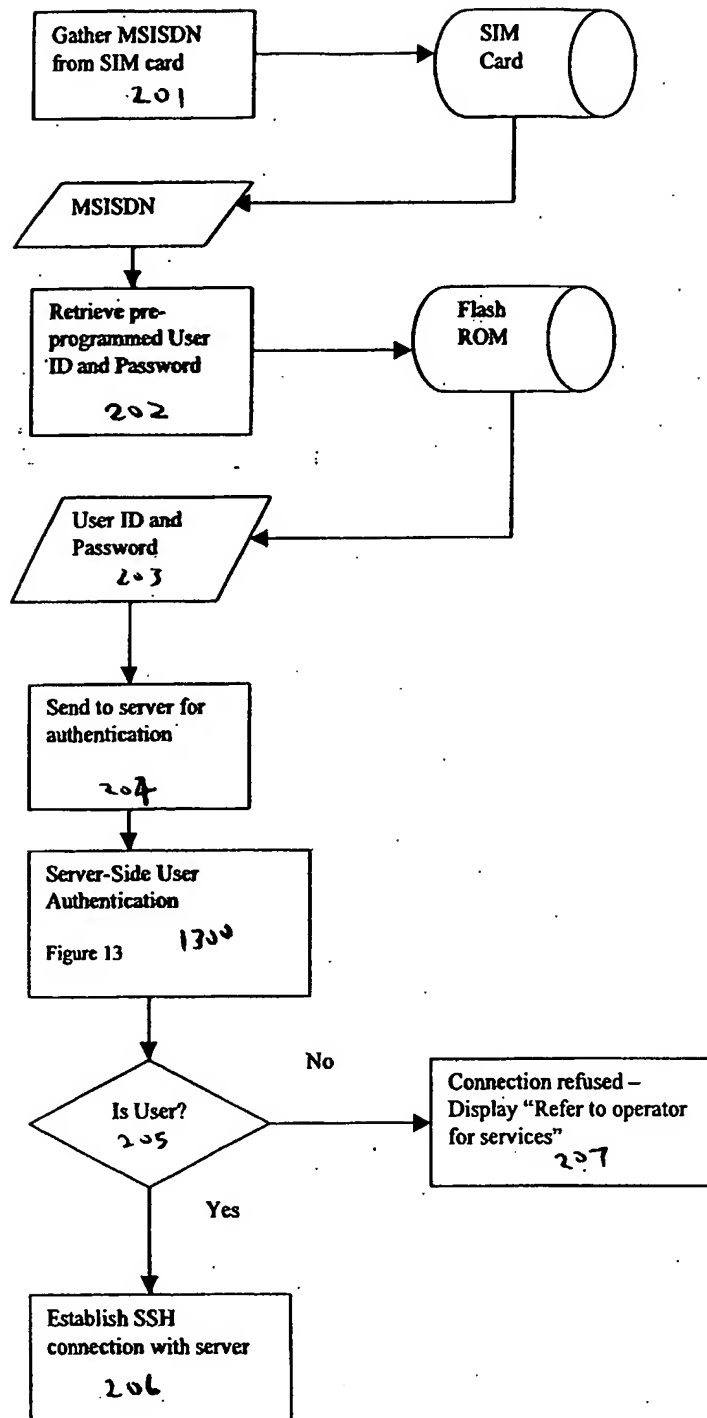 Gather MSISDN
from SIM card
201
SIM
Card
MSISDN
Retrieve pre-
programmed User
ID and Password
202
Flash
ROM
User ID and
Password
203
Send to server for
authentication
204
Server-Side User
Authentication
Figure 13 1300
Is User?
205
No
Connection refused –
Display "Refer to operator
for services"
207
Yes
Establish SSH
connection with server
206